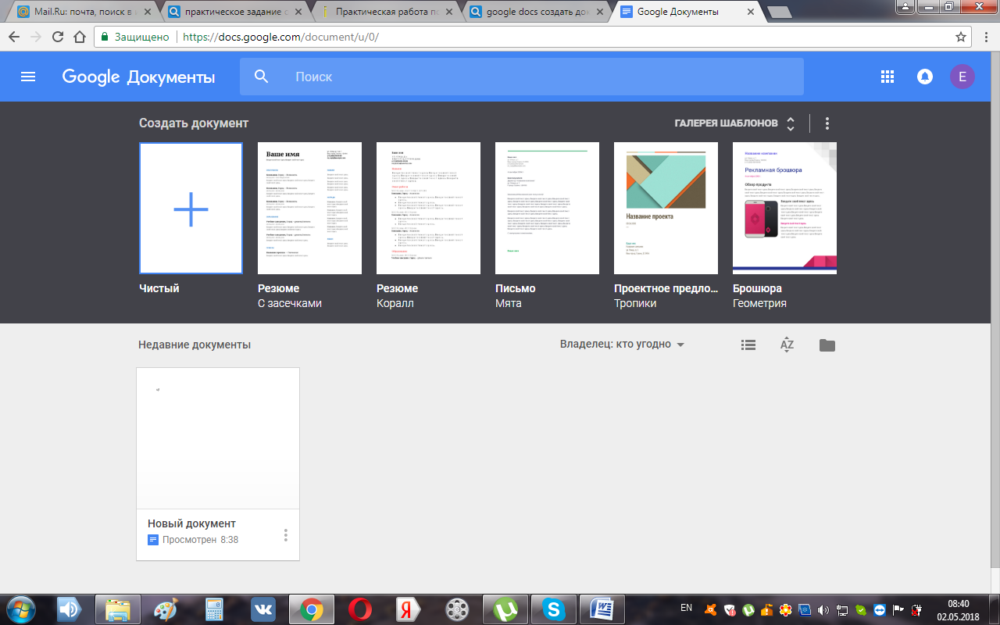 Mail.Ru: почта, поиск в
практическое задание
Практическая работа по
google docs создать до
Google Документы
Защищено
https://docs.google.com/document/u/0/
Google Документы
Поиск
E
Создать документ
ГАЛЕРЕЯ ШАБЛОНОВ
Ваше имя
Название проекта
Рекламная брошюра
Чистый
Резюме
С засечками
Резюме
Коралл
Письмо
Мята
Проектное предло...
Тропики
Брошюра
Геометрия
Недавние документы
Владелец: кто угодно
AZ
Новый документ
Просмотрен 8:38
Я
W
EN
08:40
02.05.2018